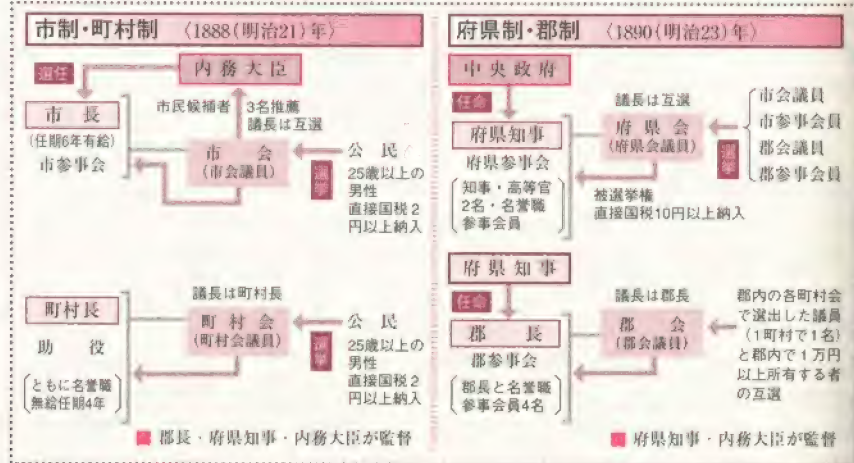 市制・町村制 〈1888(明治21)年〉
選任
内務大臣
市長
(任期6年有給)
市参事会
市民候補者
3名推薦
議長は互選
市会
(市会議員)
選挙
公民
25歳以上の
男性
直接国税2
円以上納入
町村長
助役
ともに名誉職
無給任期4年
議長は町村長
町村会
(町村会議員)
選挙
公民
25歳以上の
男性
直接国税2
円以上納入
郡長・府県知事・内務大臣が監督
府県制・郡制 〈1890(明治23)年〉
中央政府
任命
府県知事
府県参事会
知事・高等官
2名・名誉職
参事会員
議長は互選
府県会
(府県会議員)
選挙
市会議員
市参事会員
郡会議員
郡参事会員
被選挙権
直接国税10円以上納入
府県知事
任命
郡長
郡参事会
郡長と名誉職
参事会員4名
議長は郡長
郡会
(郡会議員)
郡内の各町村会
で選出した議員
(1町村で1名)
と郡内で1万円
以上所有する者
の互選
府県知事・内務大臣が監督